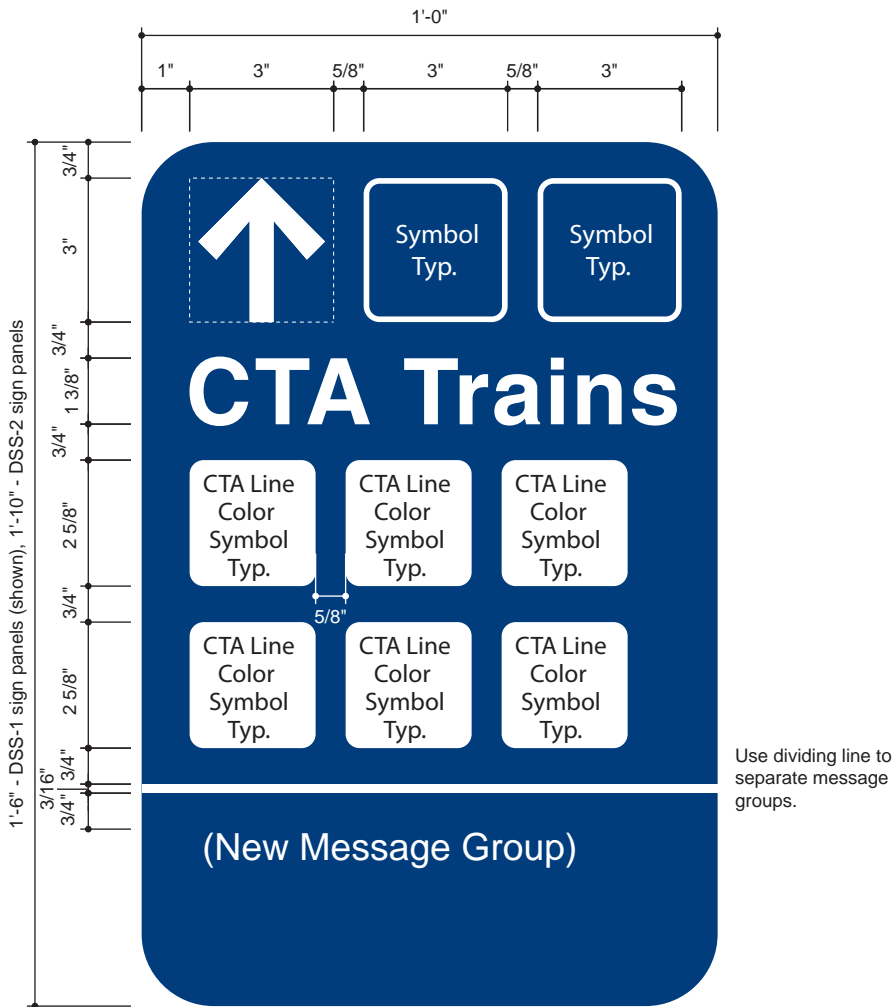 1'-0"
1" 3" 5/8" 3" 5/8" 3"
1'-6" - DSS-1 sign panels (shown), 1'-10" - DSS-2 sign panels
3/4"
3"
3/4"
1 3/8"
3/4"
2 5/8"
3/4"
2 5/8"
3/4"
3/16"
3/4"
Symbol
Typ.
Symbol
Typ.
CTA Trains
CTA Line
Color
Symbol
Typ.
CTA Line
Color
Symbol
Typ.
CTA Line
Color
Symbol
Typ.
5/8"
CTA Line
Color
Symbol
Typ.
CTA Line
Color
Symbol
Typ.
CTA Line
Color
Symbol
Typ.
Use dividing line to
separate message
groups.
(New Message Group)